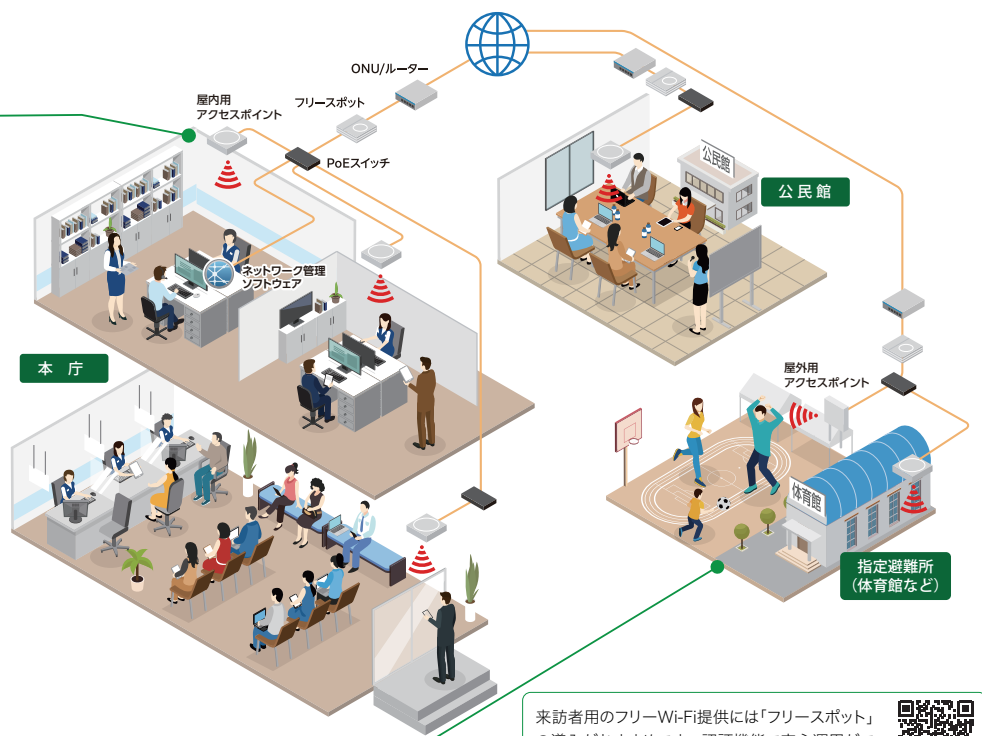 ONU/ルーター
屋内用
アクセスポイント
フリースポット
PoEスイッチ
公民館
公民館
ネットワーク管理
ソフトウェア
本 庁
屋外用
アクセスポイント
体育館
指定避難所
（体育館など）
来訪者用のフリーWi-Fi提供には「フリースポット」